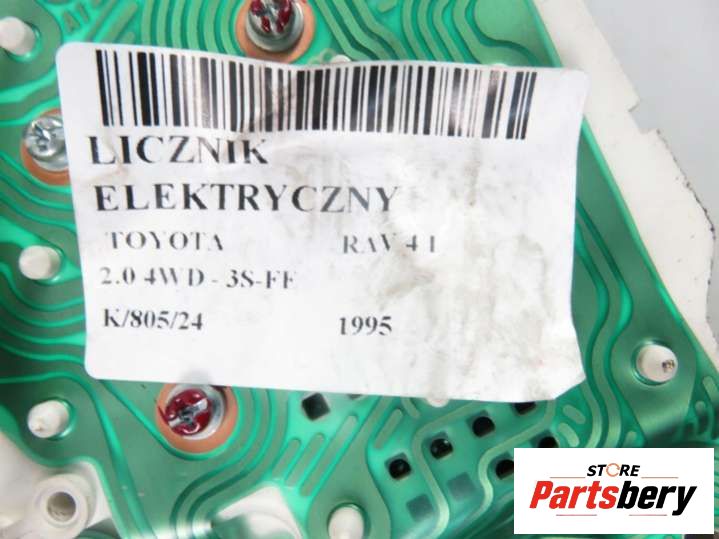 LICZNIK
ELEKTRYCZNY
TOYOTA RAV 4 I
2.0 4WD - 3S-FE
K/805/24 1995
STORE
Partsbery